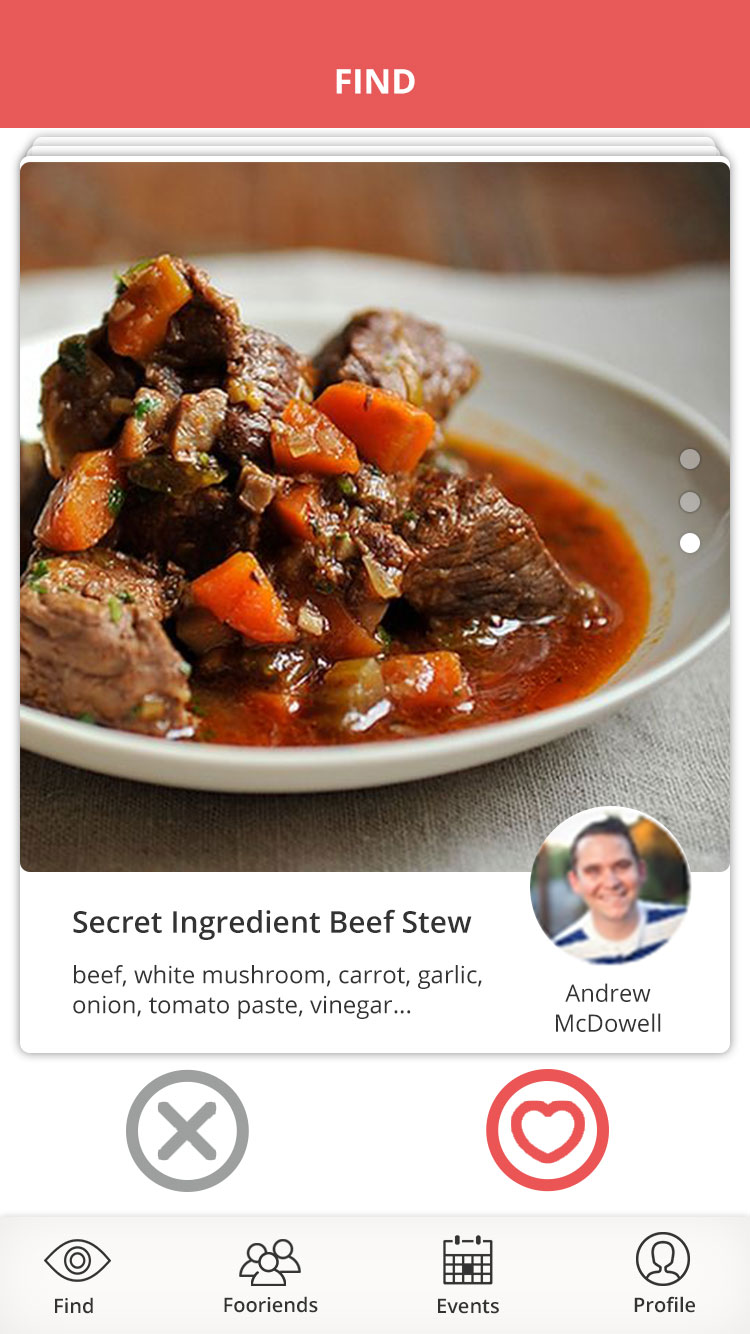 FIND
Secret Ingredient Beef Stew
beef, white mushroom, carrot, garlic,
onion, tomato paste, vinegar...
Andrew
McDowell
Find
Fooriends
Events
Profile